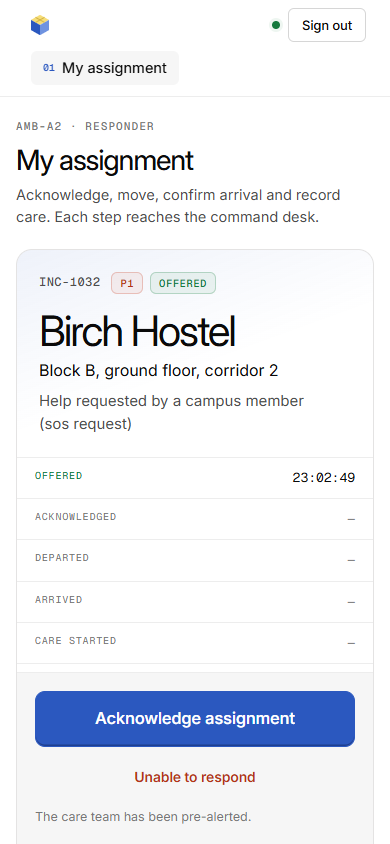 Sign out
01 My assignment
AMB-A2 · RESPONDER
My assignment
Acknowledge, move, confirm arrival and record
care. Each step reaches the command desk.
INC-1032 P1 OFFERED
Birch Hostel
Block B, ground floor, corridor 2
Help requested by a campus member
(sos request)
OFFERED 23:02:49
ACKNOWLEDGED –
DEPARTED –
ARRIVED –
CARE STARTED –
Acknowledge assignment
Unable to respond
The care team has been pre-alerted.